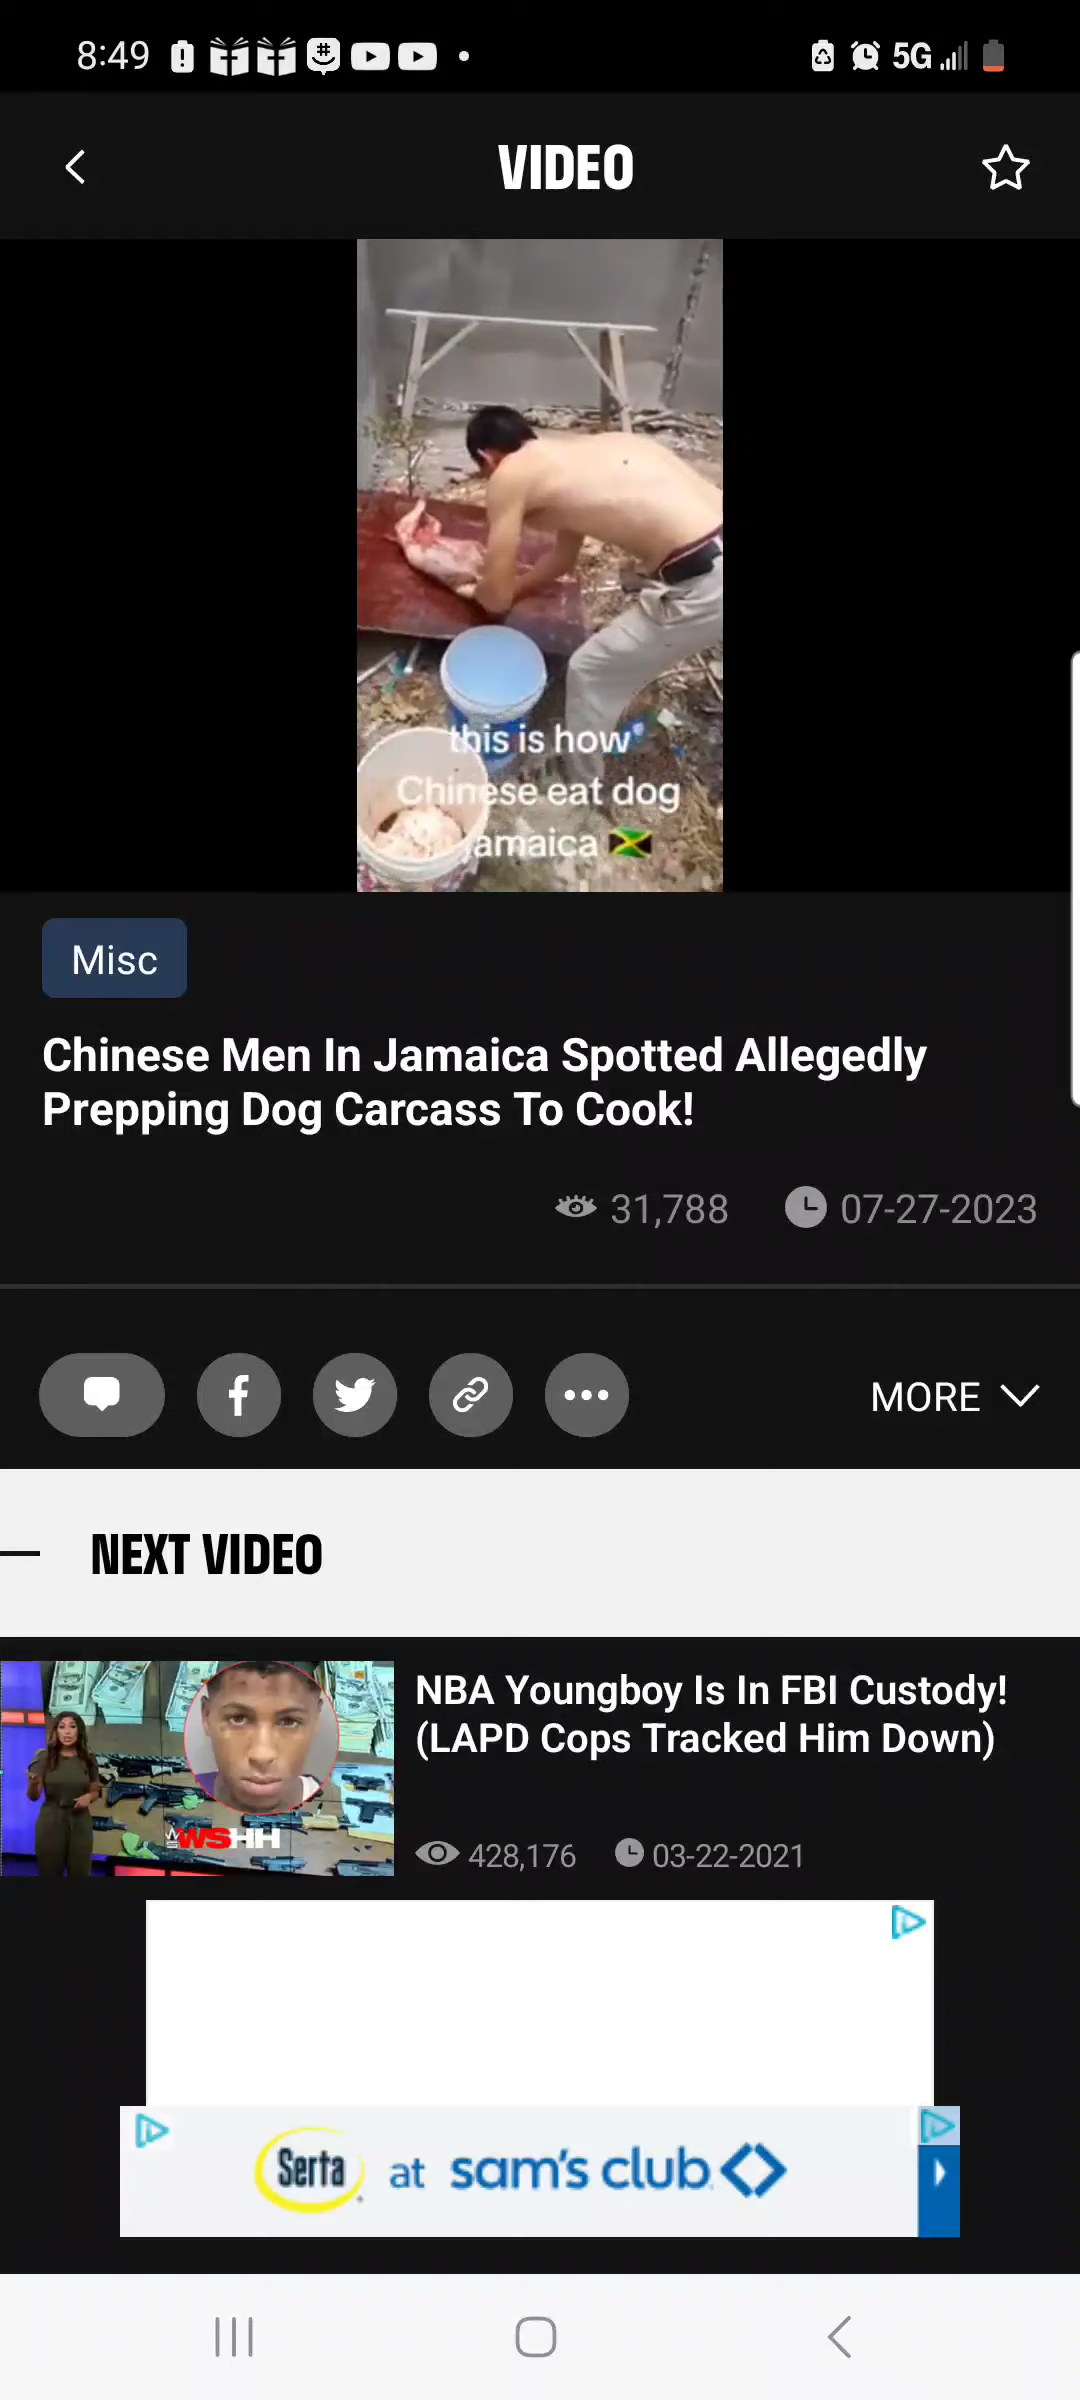 8:49
5G
VIDEO
this is how
Chinese eat dog
jamaica 🇯🇲
Misc
Chinese Men In Jamaica Spotted Allegedly
Prepping Dog Carcass To Cook!
31,788 07-27-2023
MORE
NEXT VIDEO
NBA Youngboy Is In FBI Custody!
(LAPD Cops Tracked Him Down)
WSHH
428,176 03-22-2021
Serta at sam's club